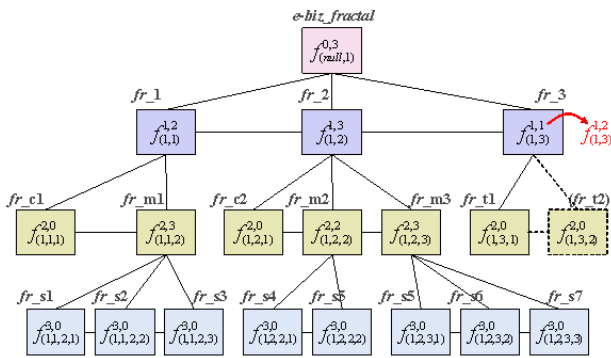 e-biz_fractal
f^{0,3}_{(null,1)}
fr_1 fr_2 fr_3
f^{1,2}_{(1,1)} f^{1,3}_{(1,2)} f^{1,1}_{(1,3)} f^{1,2}_{(1,3)}
fr_c1 fr_m1 fr_c2 fr_m2 fr_m3 fr_t1 (fr_t2)
f^{2,0}_{(1,1,1)} f^{2,3}_{(1,1,2)} f^{2,0}_{(1,2,1)} f^{2,2}_{(1,2,2)} f^{2,3}_{(1,2,3)} f^{2,0}_{(1,3,1)} f^{2,0}_{(1,3,2)}
fr_s1 fr_s2 fr_s3 fr_s4 fr_s5 fr_s5 fr_s6 fr_s7
f^{3,0}_{(1,1,2,1)} f^{3,0}_{(1,1,2,2)} f^{3,0}_{(1,1,2,3)} f^{3,0}_{(1,2,2,1)} f^{3,0}_{(1,2,2,2)} f^{3,0}_{(1,2,3,1)} f^{3,0}_{(1,2,3,2)} f^{3,0}_{(1,2,3,3)}